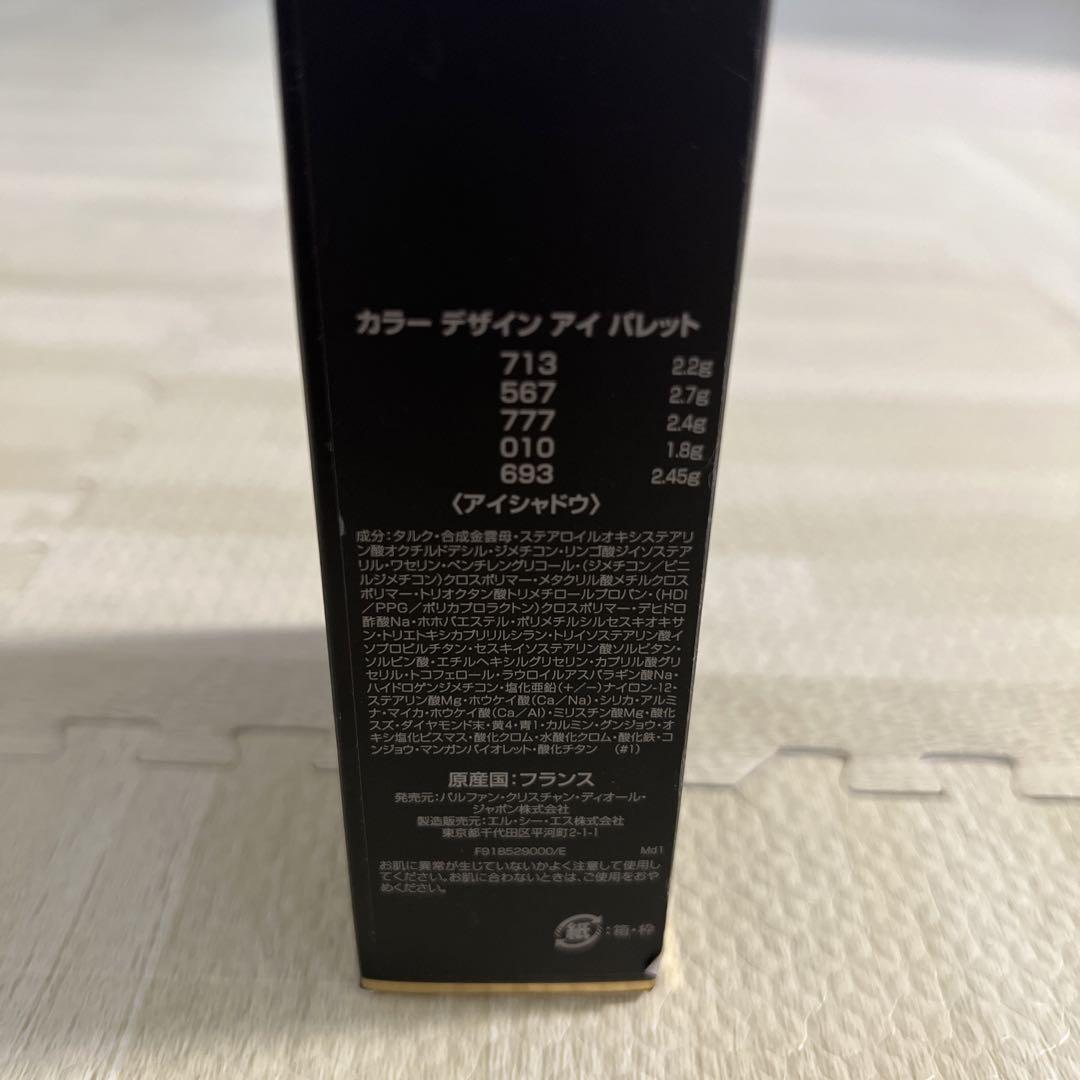 カラー デザイン アイ パレット
713 2.2g
567 2.7g
777 2.4g
010 1.8g
693 2.45g
〈アイシャドウ〉
成分:タルク・合成金雲母・ステアロイルオキシステアリ
ン酸オクチルドデシル・ジメチコン・リンゴ酸ジイソステア
リル・ワセリン・ペンチレングリコール・(ジメチコン/ビニ
ルジメチコン)クロスポリマー・メタクリル酸メチルクロス
ポリマー・トリオクタン酸トリメチロールプロパン・(HDI
/PPG/ポリカプロラクトン)クロスポリマー・デヒドロ
酢酸Na・ホホバエステル・ポリメチルシルセスキオキサ
ン・トリエトキシカプリリルシラン・トリイソステアリン酸イ
ソプロピルチタン・セスキイソステアリン酸ソルビタン・
ソルビン酸・エチルヘキシルグリセリン・カプリル酸グリ
セリル・トコフェロール・ラウロイルアスパラギン酸Na・
ハイドロゲンジメチコン・塩化亜鉛(+/−)ナイロン-12・
ステアリン酸Mg・ホウケイ酸(Ca/Na)・シリカ・アルミ
ナ・マイカ・ホウケイ酸(Ca/Al)・ミリスチン酸Mg・酸化
スズ・ダイヤモンド末・黄4・青1・カルミン・グンジョウ・オ
キシ塩化ビスマス・酸化クロム・水酸化クロム・酸化鉄・コ
ンジョウ・マンガンバイオレット・酸化チタン (#1)
原産国:フランス
発売元:パルファン・クリスチャン・ディオール・
ジャポン株式会社
製造販売元:エル・シー・エス株式会社
東京都千代田区平河町2-1-1
F918529000/E Md1
お肌に異常が生じていないかよく注意して使用し
てください。お肌に合わないときは、ご使用をおや
めください。
紙:箱・枠